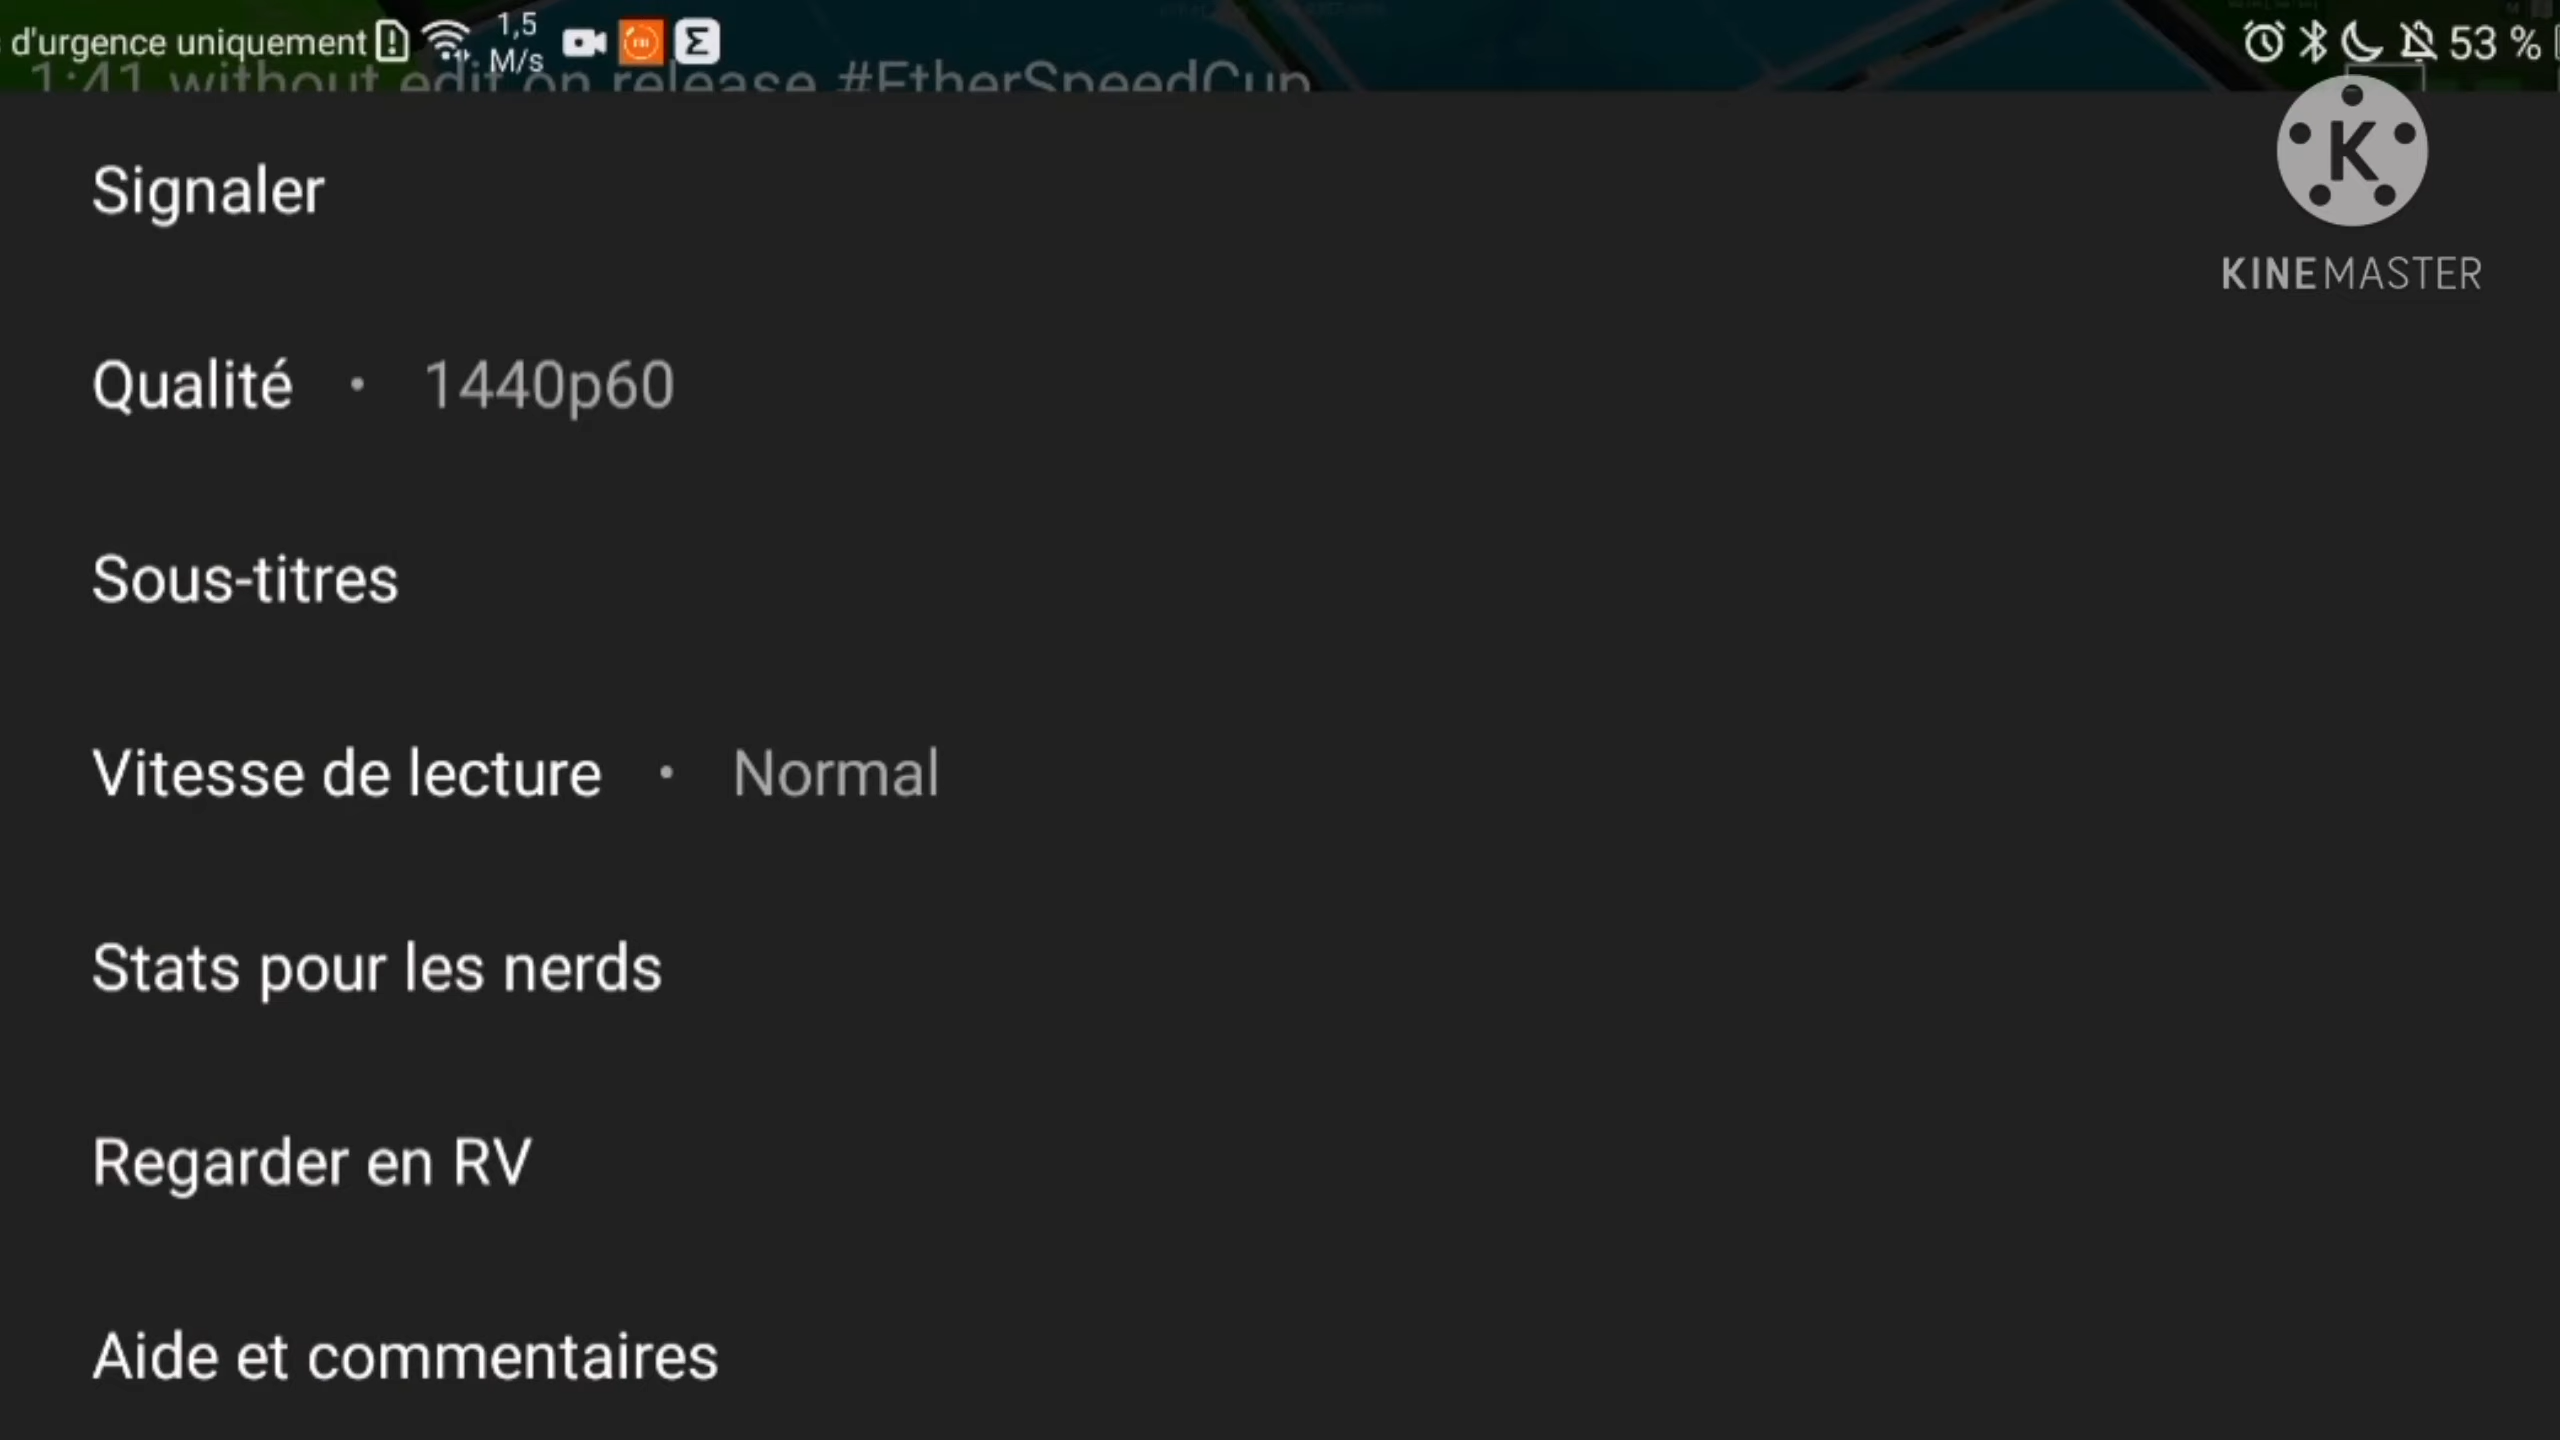 d'urgence uniquement 1,5 M/s Σ 53 %
1:41 without edit on release #EtherSpeedCup
K
KINEMASTER
Signaler
Qualité • 1440p60
Sous-titres
Vitesse de lecture • Normal
Stats pour les nerds
Regarder en RV
Aide et commentaires